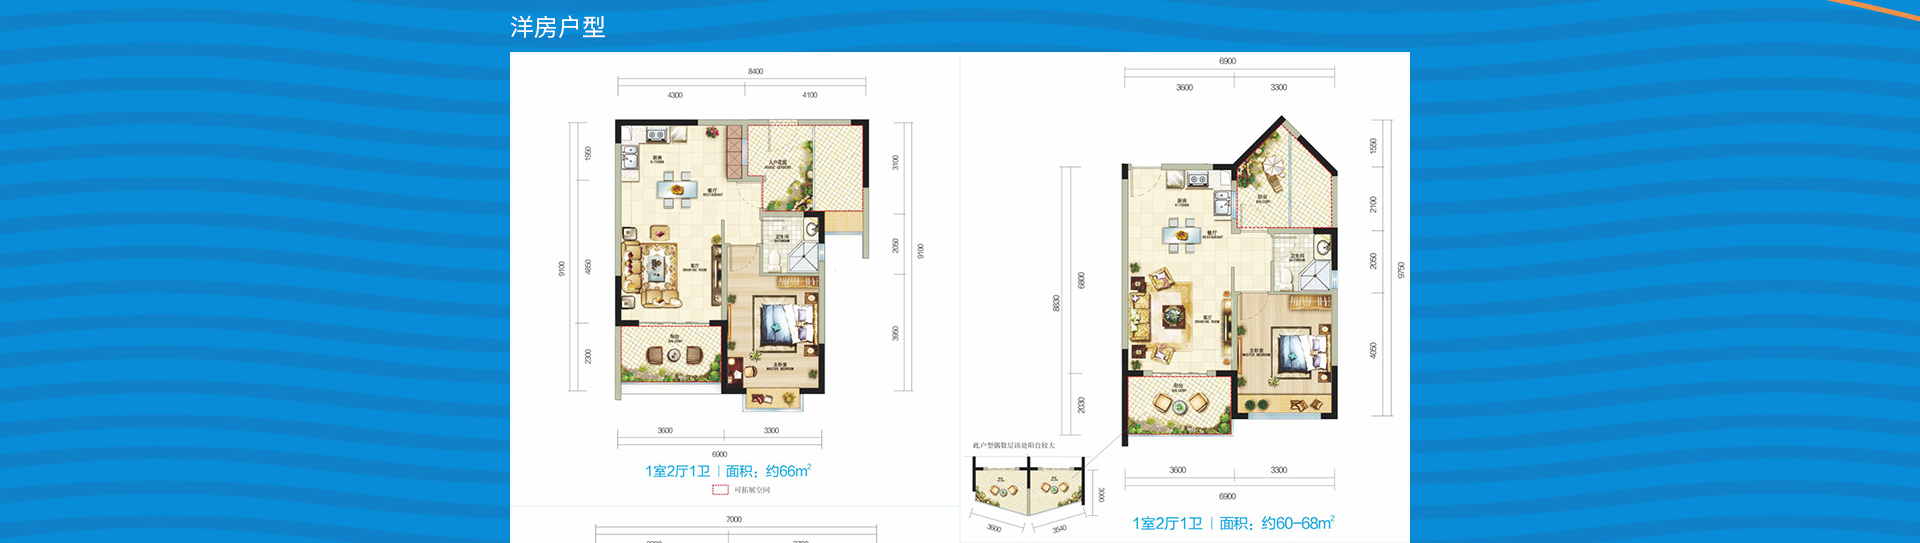 洋房户型
8400
4300
4100
1950
4850
2300
9100
3100
2050
3950
9100
厨房
KITCHEN
餐厅
RESTAURANT
入户花园
卫生间
BATHROOM
客厅
DRAWING ROOM
阳台
BALCONY
主卧室
MASTER BEDROOM
3600
3300
6900
1室2厅1卫 | 面积：约66m²
可拓展空间
7000
6900
3600
3300
1550
2100
2050
4050
9750
8830
6800
2030
厨房
KITCHEN
阳台
BALCONY
餐厅
RESTAURANT
卫生间
BATHROOM
客厅
DRAWING ROOM
主卧室
MASTER BEDROOM
阳台
BALCONY
此户型偶数层该处阳台较大
3000
3600
3540
3600
3300
6900
1室2厅1卫 | 面积：约60-68m²